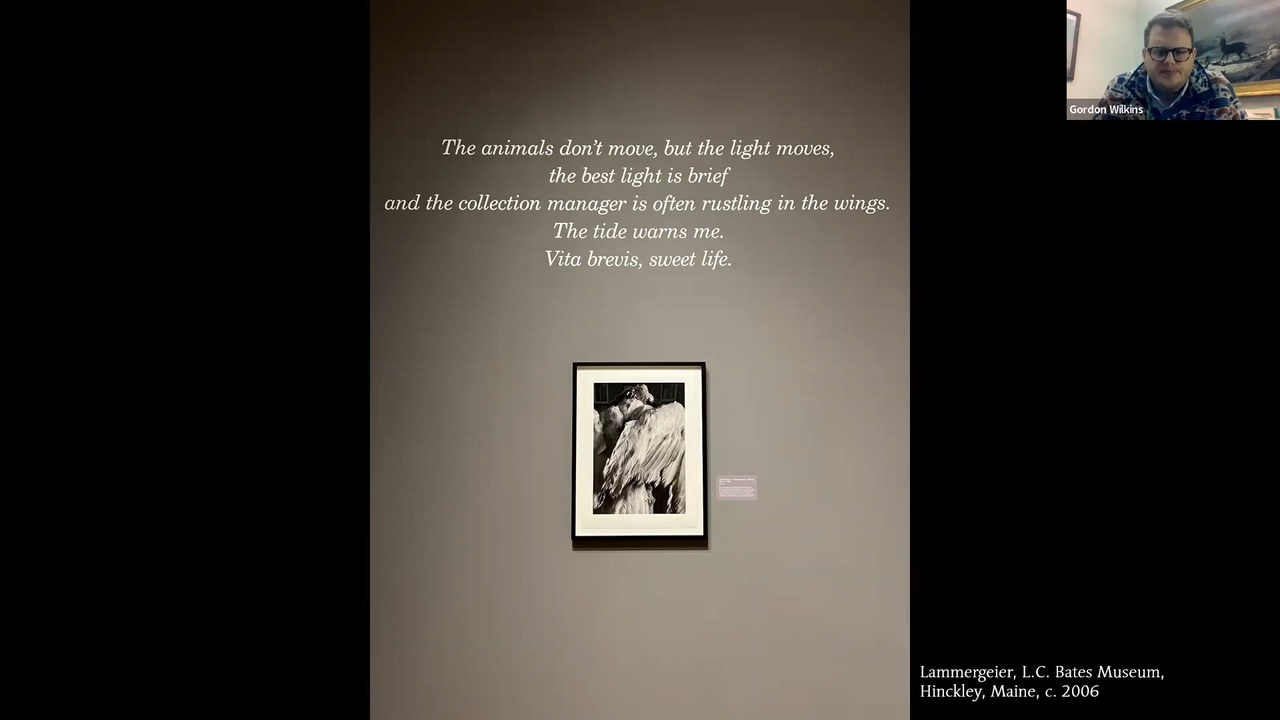 The animals don't move, but the light moves,
the best light is brief
and the collection manager is often rustling in the wings.
The tide warns me.
Vita brevis, sweet life.
Gordon Wilkins
Lammergeier, L.C. Bates Museum,
Hinckley, Maine, c. 2006